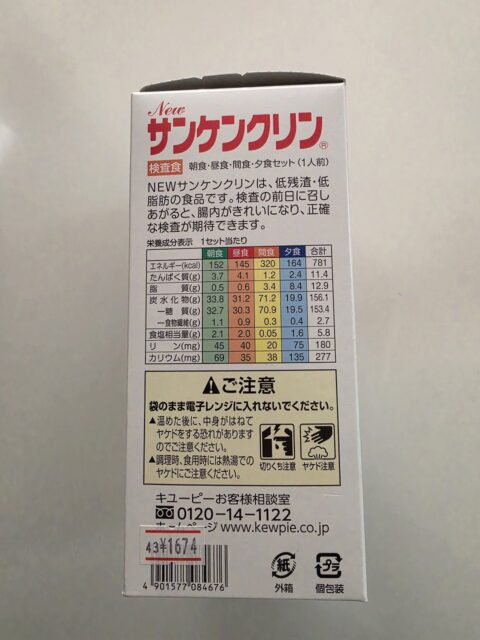 New
サンケンクリン®
検査食 朝食・昼食・間食・夕食セット(1人前)
NEWサンケンクリンは、低残渣・低
脂肪の食品です。検査の前日に召し
あがると、腸内がきれいになり、正確
な検査が期待できます。
栄養成分表示 1セット当たり
朝食 昼食 間食 夕食 合計
エネルギー(kcal) 152 145 320 164 781
たんぱく質(g) 3.7 4.1 1.2 2.4 11.4
脂質(g) 0.5 0.6 3.4 8.4 12.9
炭水化物(g) 33.8 31.2 71.2 19.9 156.1
―糖質(g) 32.7 30.3 70.9 19.5 153.4
―食物繊維(g) 1.1 0.9 0.3 0.4 2.7
食塩相当量(g) 2.1 2.0 0.05 1.6 5.8
リン(mg) 45 40 20 75 180
カリウム(mg) 69 35 38 135 277
ご注意
袋のまま電子レンジに入れないでください。
▲温めた後に、中身がはねて
ヤケドをする恐れがあります
のでご注意ください。
▲調理時、食用時には熱湯での
ヤケドにご注意ください。
切りくち注意 ヤケド注意
キユーピーお客様相談室
0120-14-1122
ホームページ www.kewpie.co.jp
43 ¥1674
4 901577 084676
紙 外箱
プラ 個包装